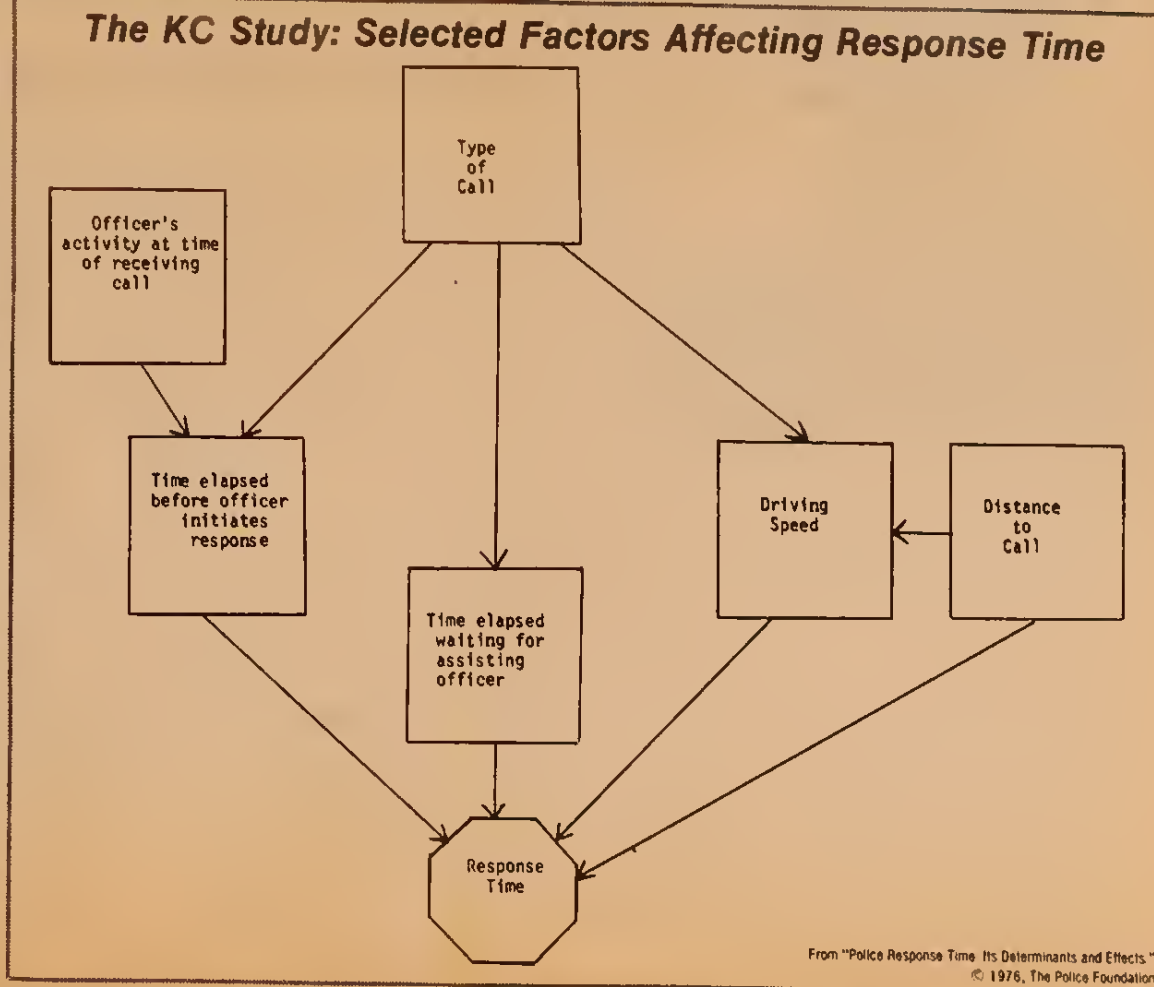 The KC Study: Selected Factors Affecting Response Time
Type
of
Call
Officer's
activity at time
of receiving
call
Time elapsed
before officer
initiates
response
Time elapsed
waiting for
assisting
officer
Driving
Speed
Distance
to
Call
Response
Time
From "Police Response Time Its Determinants and Effects"
© 1976, The Police Foundation